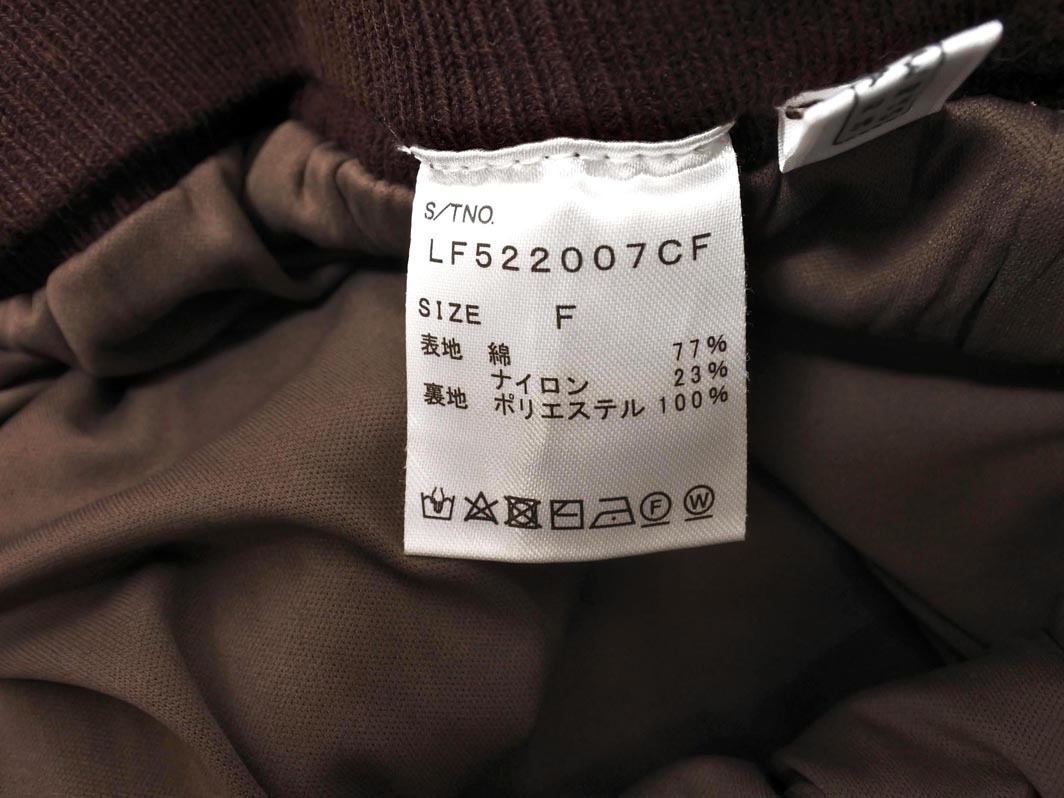 S/TNO.
LF522007CF
SIZE F
表地 綿 77%
ナイロン 23%
裏地 ポリエステル 100%
F W